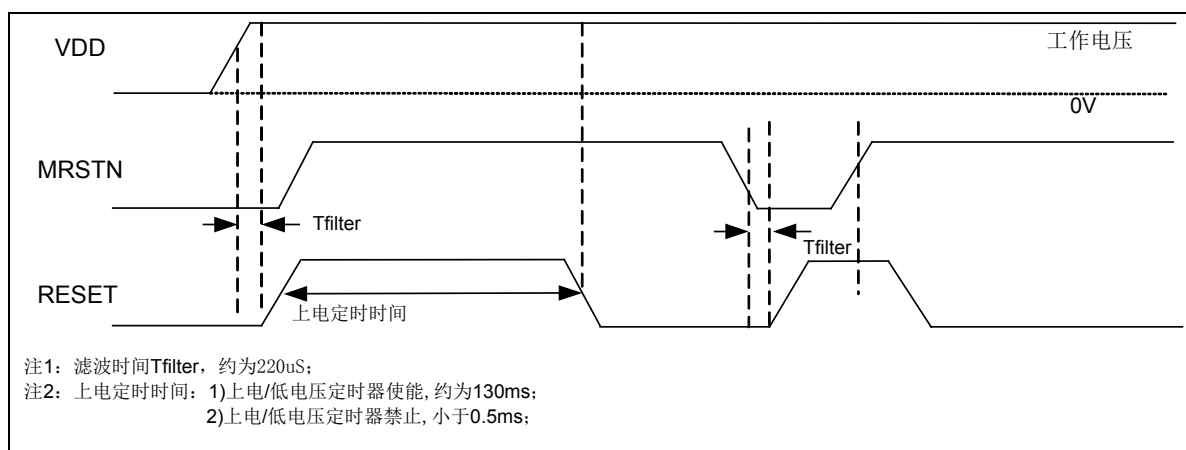 VDD
工作电压
0V
MRSTN
Tfilter
Tfilter
RESET
上电定时时间
注1：滤波时间Tfilter，约为220uS；
注2：上电定时时间：1)上电/低电压定时器使能,约为130ms；
2)上电/低电压定时器禁止,小于0.5ms；